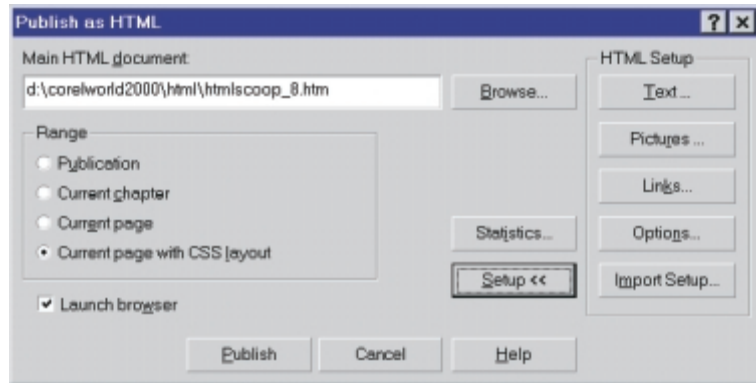 Publish as HTML
Main HTML document:
d:\corelworld2000\html\htmlscoop_8.htm
Browse...
Range
Publication
Current chapter
Current page
Current page with CSS layout
Launch browser
Statistics...
Setup <<
Publish
Cancel
Help
HTML Setup
Text ...
Pictures ...
Links...
Options...
Import Setup...